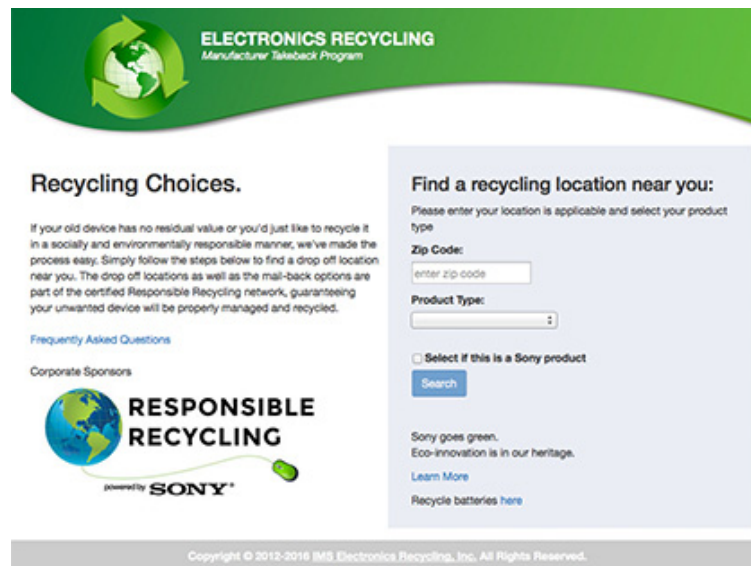 ELECTRONICS RECYCLING
Manufacturer Takeback Program
Recycling Choices.
If your old device has no residual value or you'd just like to recycle it
in a socially and environmentally responsible manner, we've made the
process easy. Simply follow the steps below to find a drop off location
near you. The drop off locations as well as the mail-back options are
part of the certified Responsible Recycling network, guaranteeing
your unwanted device will be properly managed and recycled.
Frequently Asked Questions
Corporate Sponsors
RESPONSIBLE
RECYCLING
powered by SONY
Find a recycling location near you:
Please enter your location is applicable and select your product
type
Zip Code:
enter zip code
Product Type:
Select if this is a Sony product
Search
Sony goes green.
Eco-innovation is in our heritage.
Learn More
Recycle batteries here
Copyright © 2012-2016 IMS Electronics Recycling, Inc. All Rights Reserved.